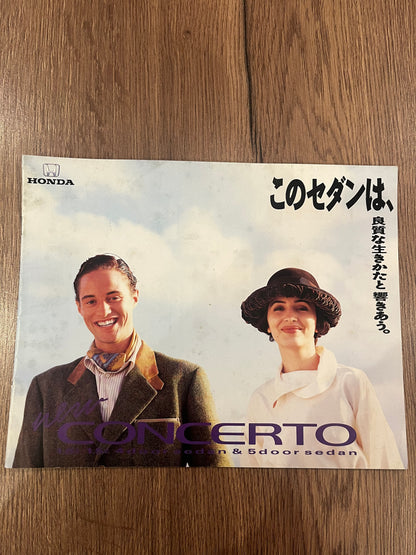 HONDA
このセダンは、
良質な生きかたと 響きあう。
CONCERTO
sedan & 5door sedan